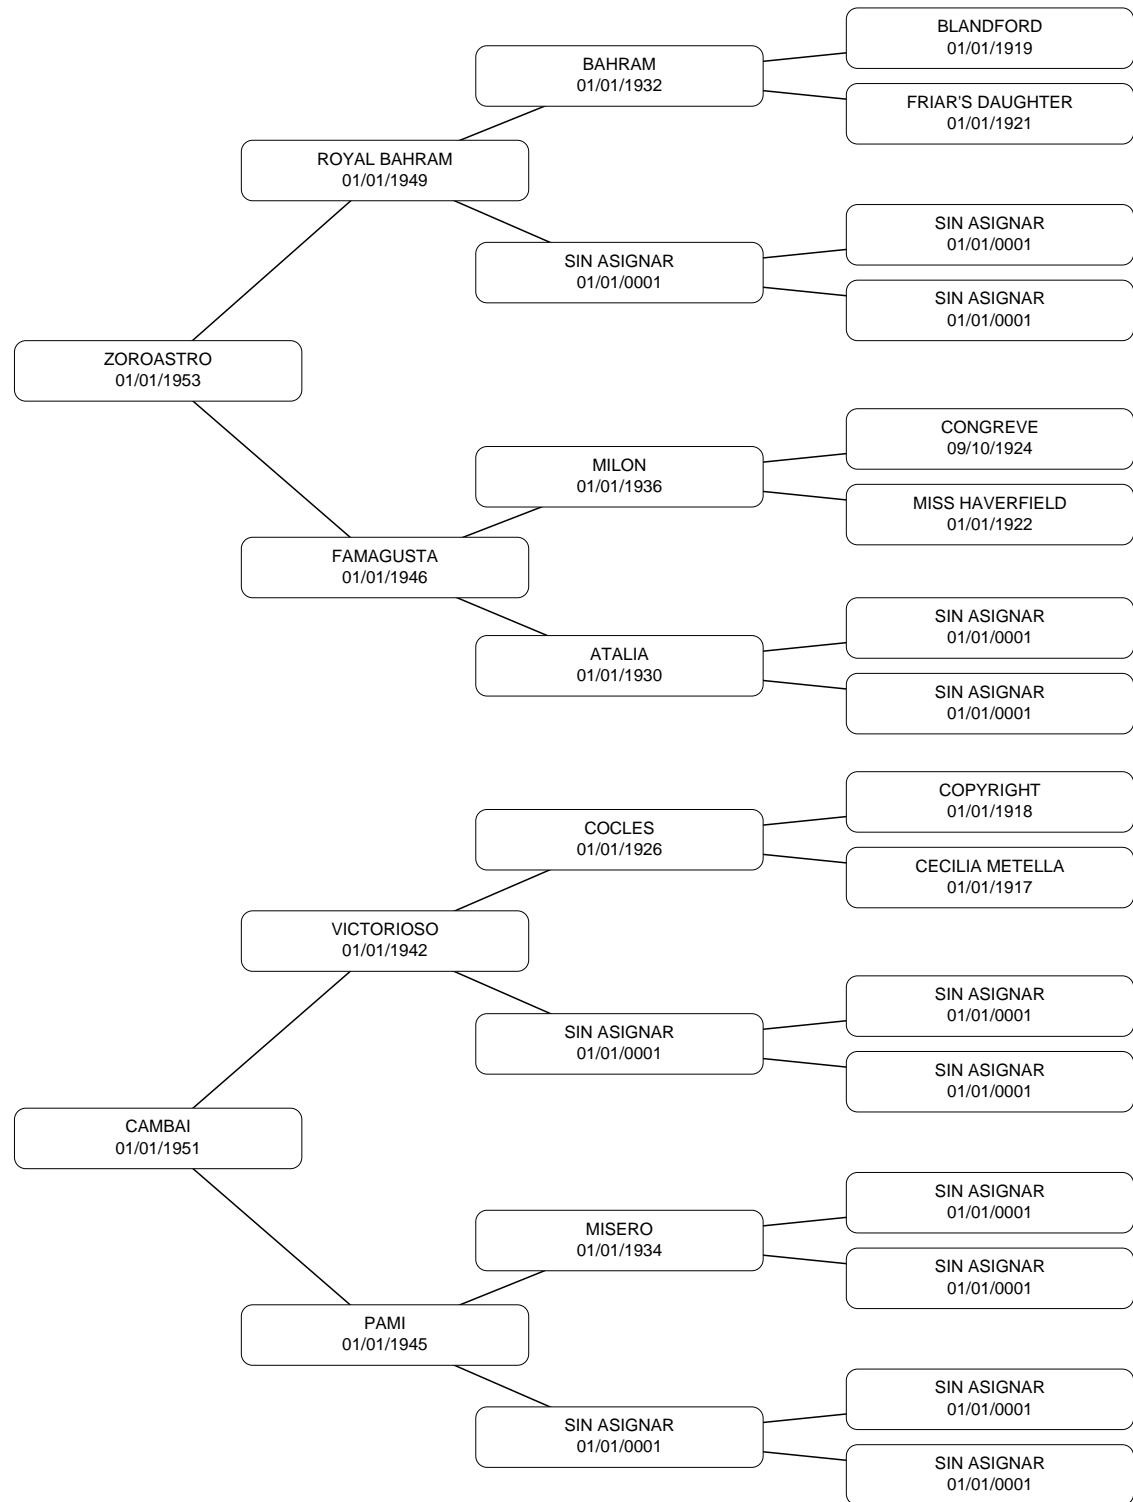 BLANDFORD
01/01/1919
BAHRAM
01/01/1932
FRIAR'S DAUGHTER
01/01/1921
ROYAL BAHRAM
01/01/1949
SIN ASIGNAR
01/01/0001
SIN ASIGNAR
01/01/0001
SIN ASIGNAR
01/01/0001
ZOROASTRO
01/01/1953
CONGREVE
09/10/1924
MILON
01/01/1936
MISS HAVERFIELD
01/01/1922
FAMAGUSTA
01/01/1946
SIN ASIGNAR
01/01/0001
ATALIA
01/01/1930
SIN ASIGNAR
01/01/0001
COPYRIGHT
01/01/1918
COCLES
01/01/1926
CECILIA METELLA
01/01/1917
VICTORIOSO
01/01/1942
SIN ASIGNAR
01/01/0001
SIN ASIGNAR
01/01/0001
SIN ASIGNAR
01/01/0001
CAMBAI
01/01/1951
SIN ASIGNAR
01/01/0001
MISERO
01/01/1934
SIN ASIGNAR
01/01/0001
PAMI
01/01/1945
SIN ASIGNAR
01/01/0001
SIN ASIGNAR
01/01/0001
SIN ASIGNAR
01/01/0001